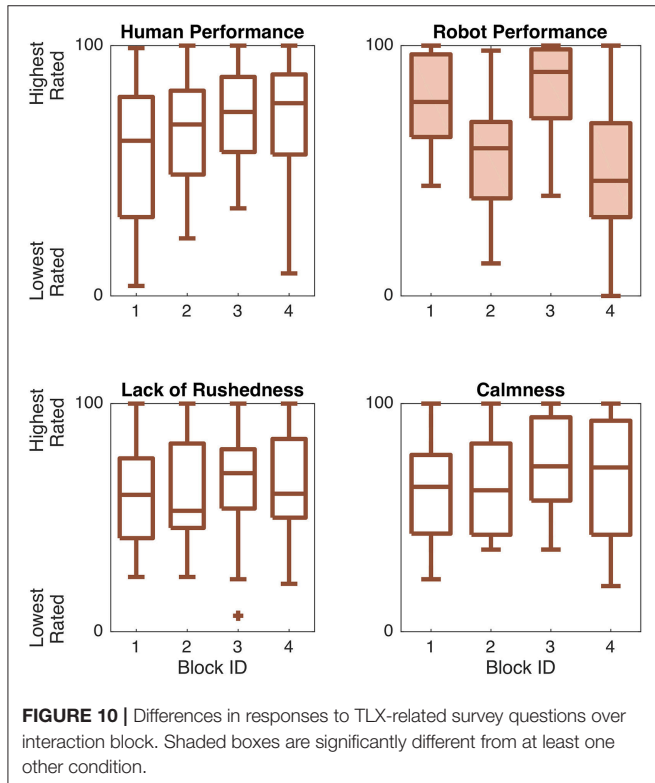 Human Performance
Robot Performance
Highest
Rated
Lowest
Rated
100
0
1 2 3 4
100
0
1 2 3 4
Lack of Rushedness
Calmness
Highest
Rated
Lowest
Rated
100
0
1 2 3 4
Block ID
100
0
1 2 3 4
Block ID
FIGURE 10 | Differences in responses to TLX-related survey questions over
interaction block. Shaded boxes are significantly different from at least one
other condition.